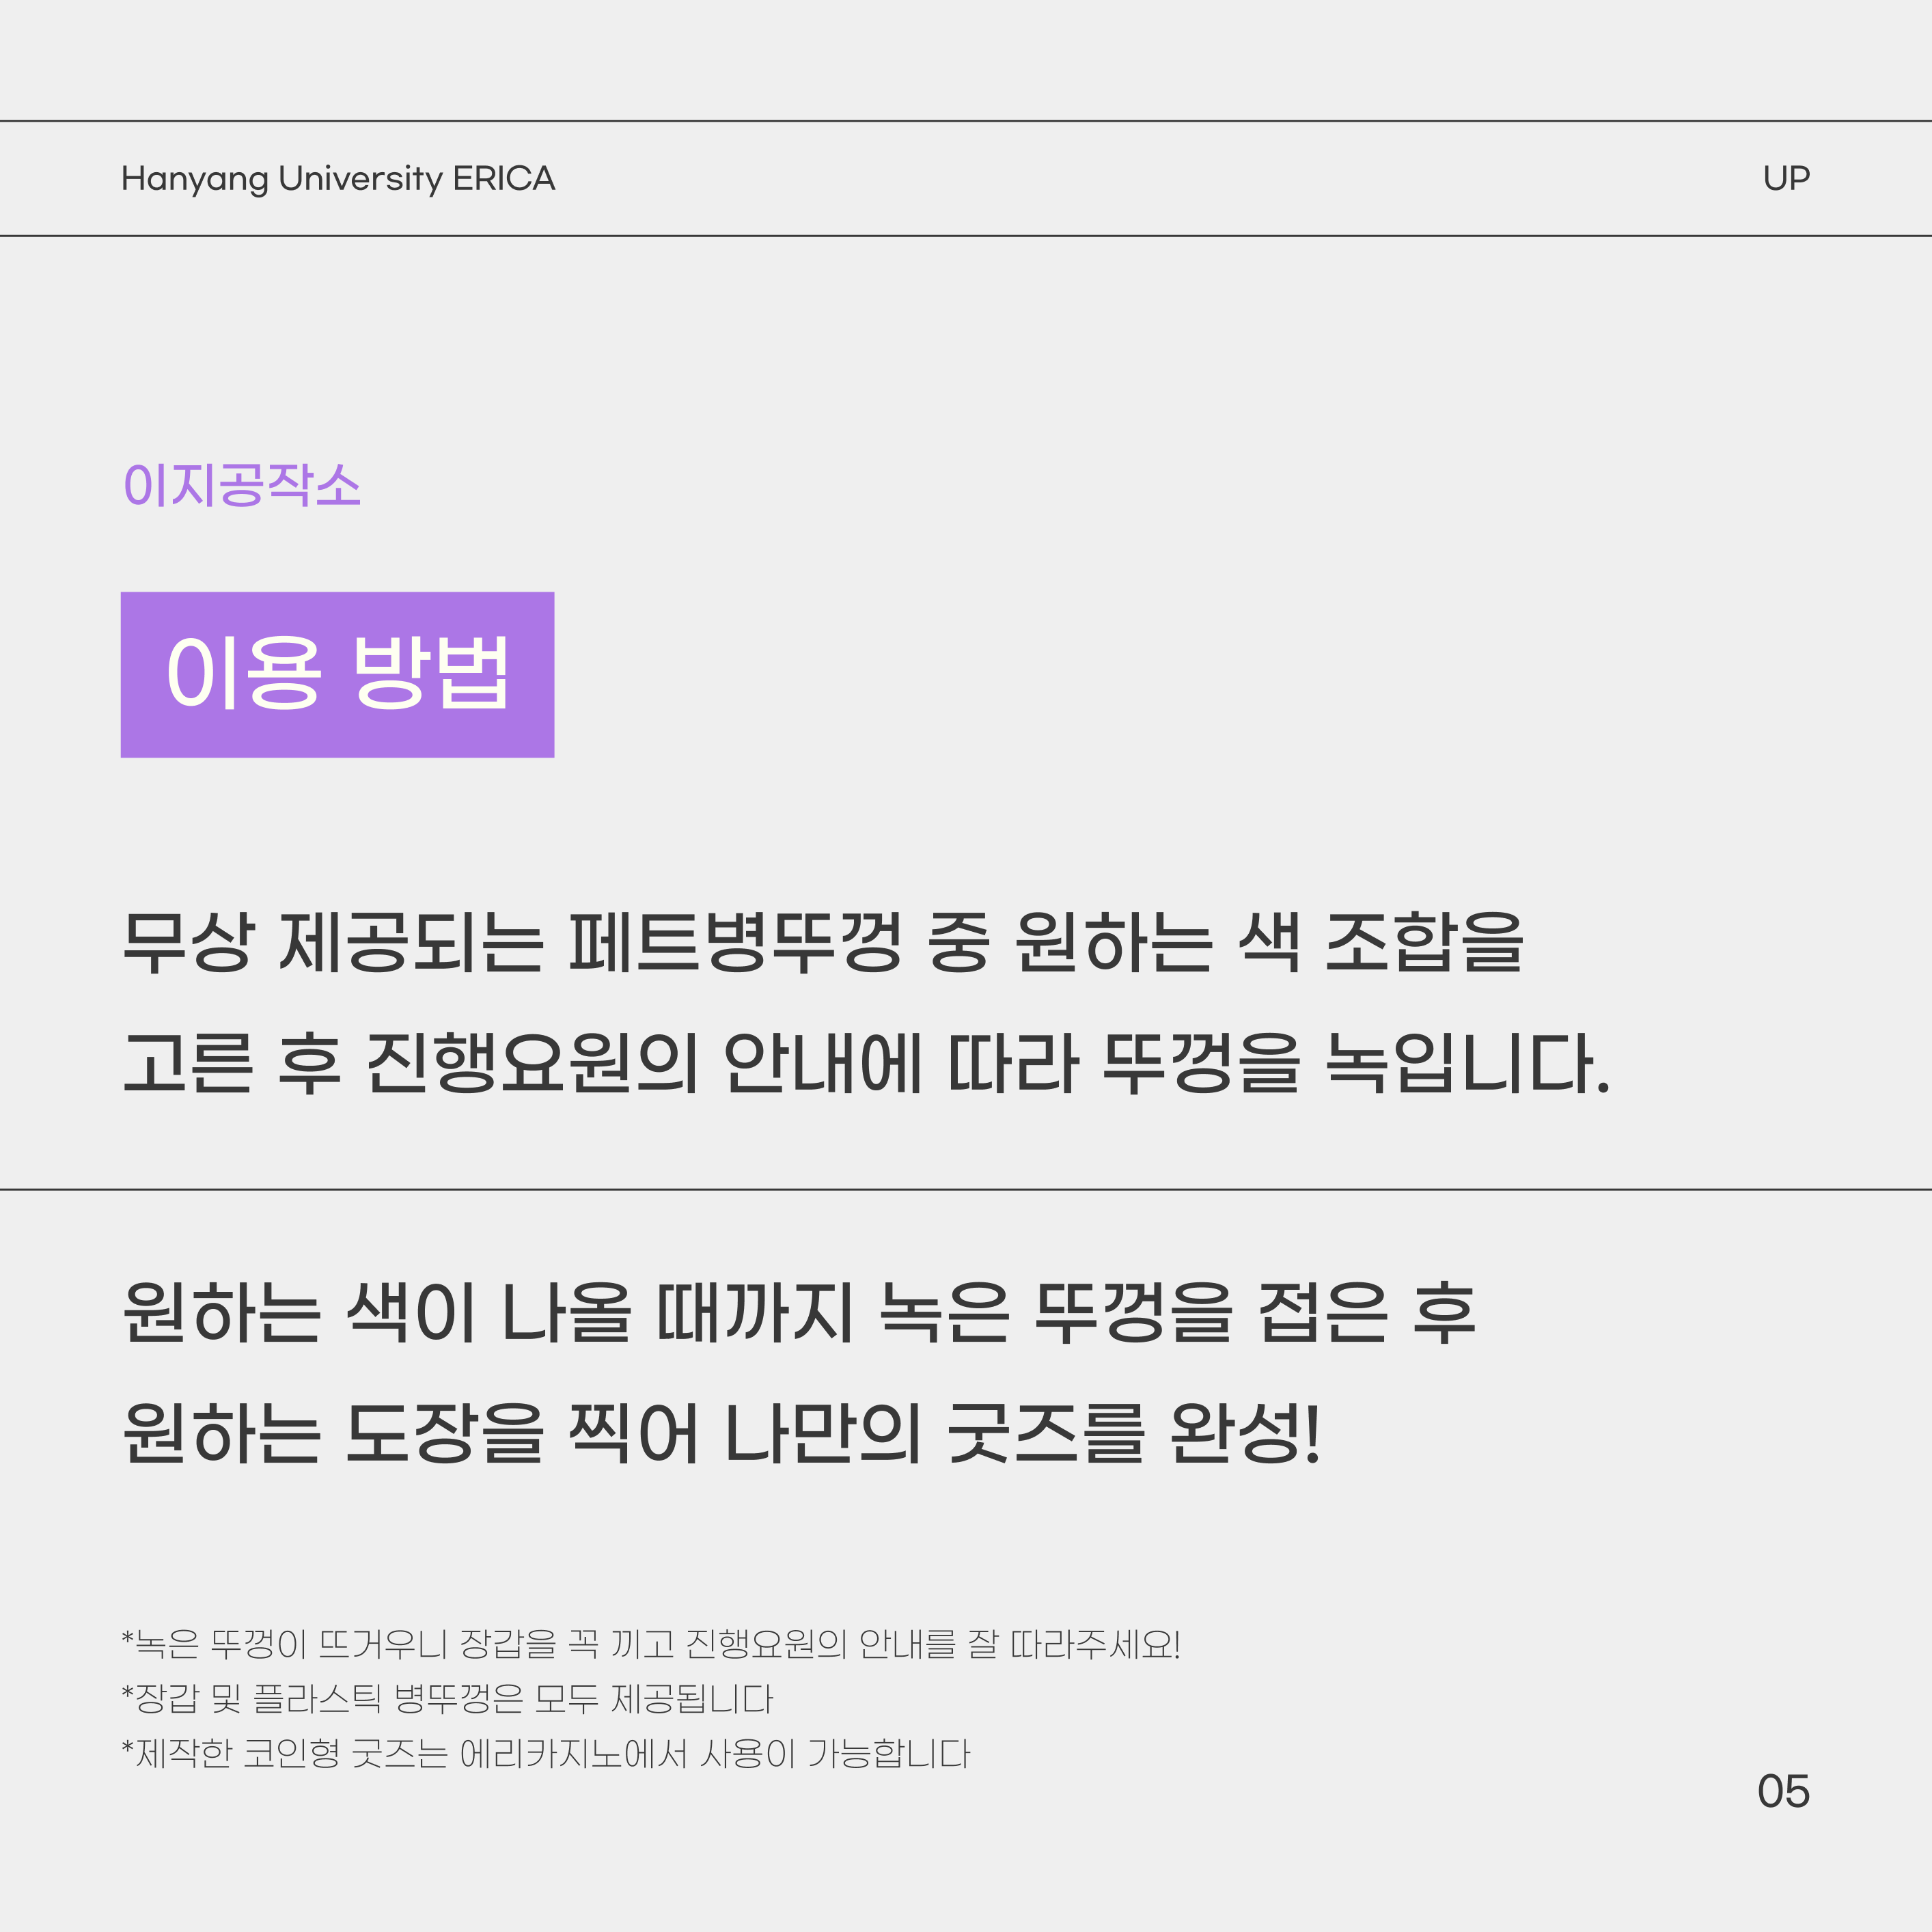 Hanyang University ERICA
UP
이지공작소
이용 방법
무상 제공되는 페트병뚜껑 중 원하는 색 조합을
고른 후 진행요원의 안내에 따라 뚜껑을 녹입니다.
원하는 색이 나올 때까지 녹은 뚜껑을 접은 후
원하는 도장을 찍어 나만의 굿즈를 완성!
*녹은 뚜껑이 뜨거우니 장갑을 꼭 끼고 진행요원의 안내를 잘 따라주세요!
*장갑 및 플라스틱 병뚜껑은 모두 제공됩니다
*세척 코인형 굿즈는 에리카지노에서 사용이 가능합니다
05